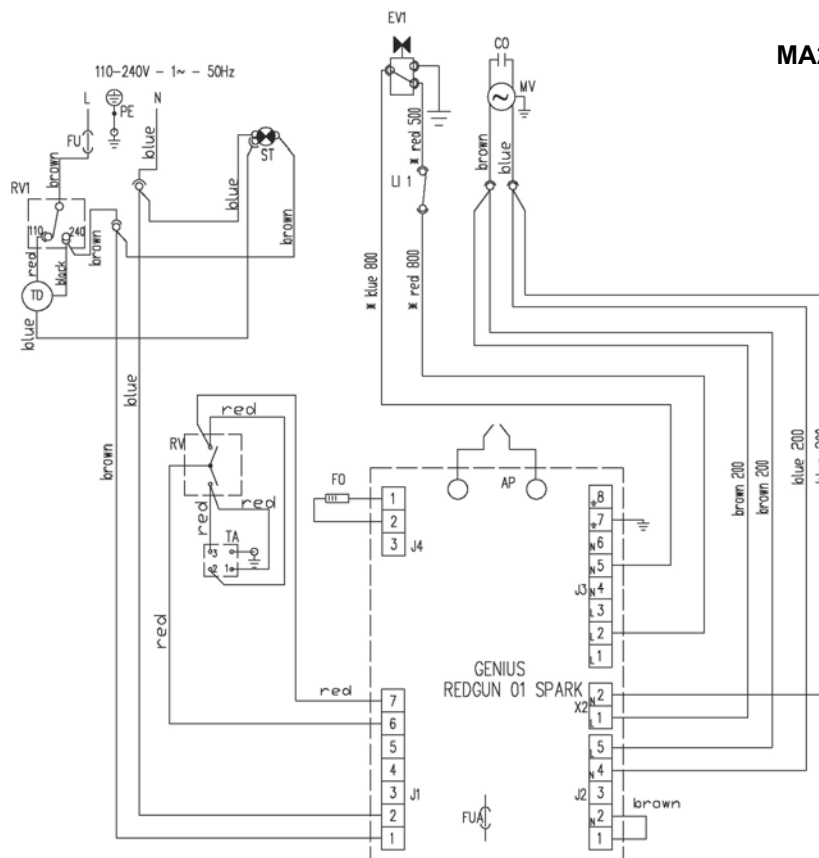 EV1
CO
MA2
110-240V - 1~ - 50Hz
MV
L
PE
N
FU
blue
brown
ST
RV1
110
240
brown
blue
brown
red
black
TD
blue
blue
brown
* red 500
LI 1
* blue 800
* red 800
brown
blue
RV
red
red
red
TA
3
2
1
red
brown
FO
1
2
3
J4
AP
8
7
N 6
N 5
N 4
L 3
L 2
L 1
J3
brown 200
brown 200
blue 200
blue 200
GENIUS
REDGUN 01 SPARK
X2
N 2
L 1
red
7
6
5
4
3
2
1
J1
FUA
L 5
N 4
3
N 2
1
J2
brown